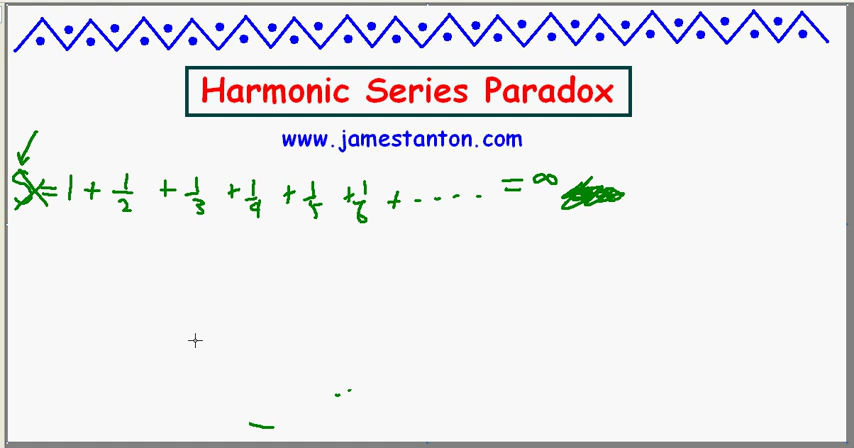 Harmonic Series Paradox
www.jamestanton.com
S = 1 + 1/2 + 1/3 + 1/4 + 1/5 + 1/6 + ..... = ∞